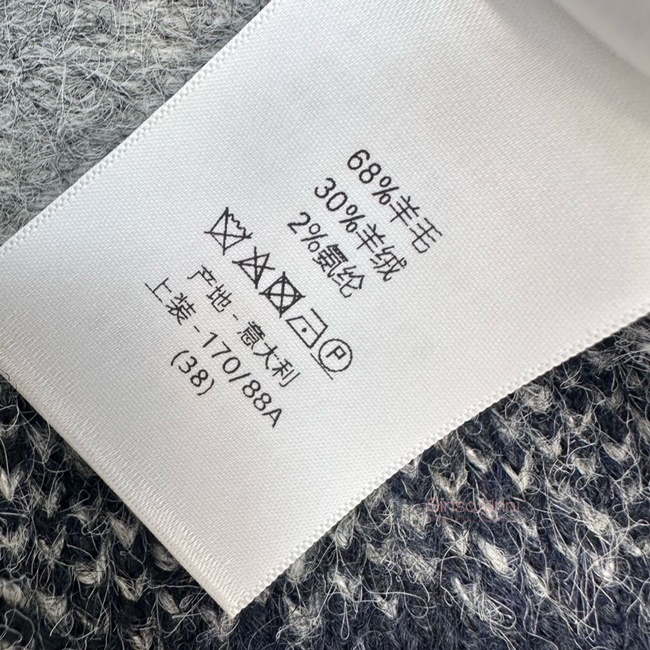 68%羊毛
30%羊绒
2%氨纶
P
产地-意大利
上装-170/88A
(38)